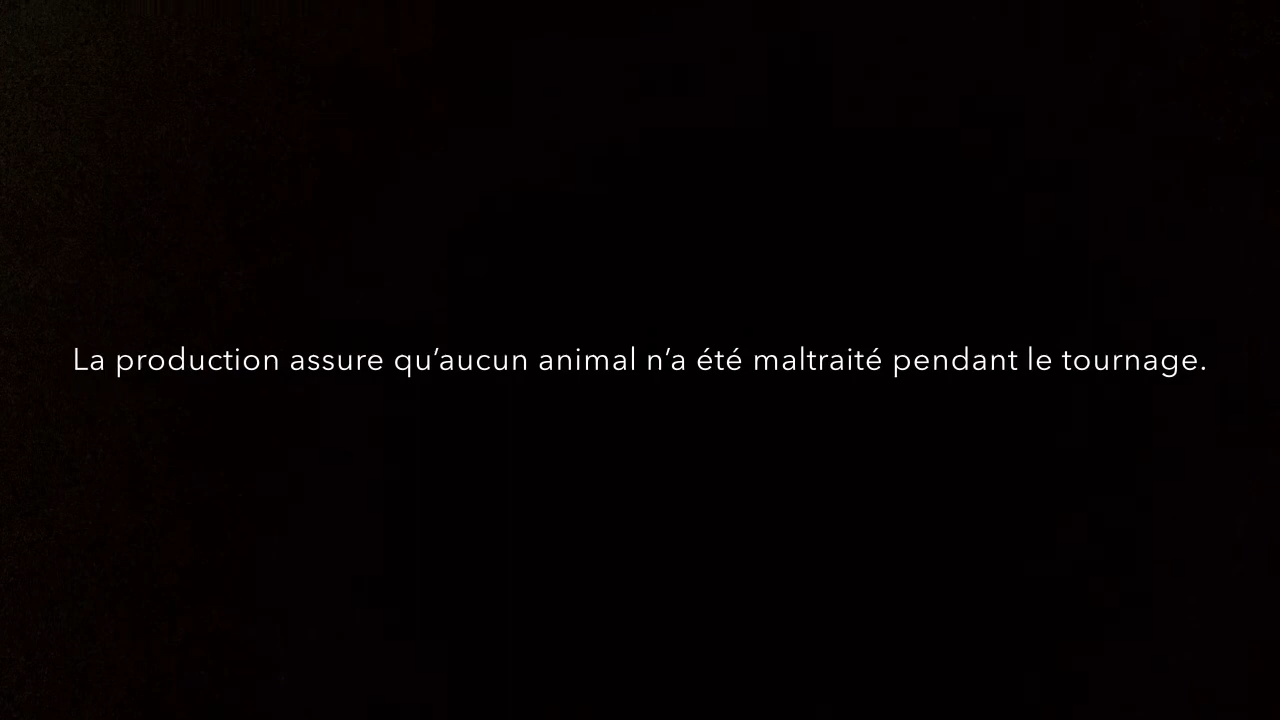 La production assure qu’aucun animal n’a été maltraité pendant le tournage.